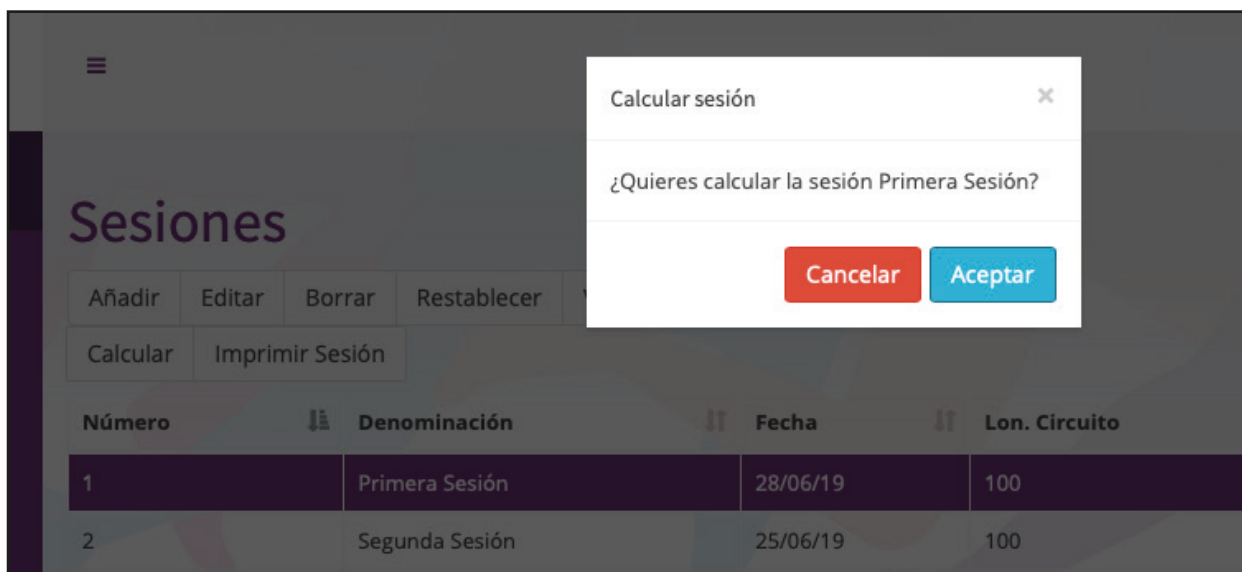 Calcular sesión ×
¿Quieres calcular la sesión Primera Sesión?
Cancelar Aceptar
Sesiones
Añadir Editar Borrar Restablecer
Calcular Imprimir Sesión
Número Denominación Fecha Lon. Circuito
1 Primera Sesión 28/06/19 100
2 Segunda Sesión 25/06/19 100